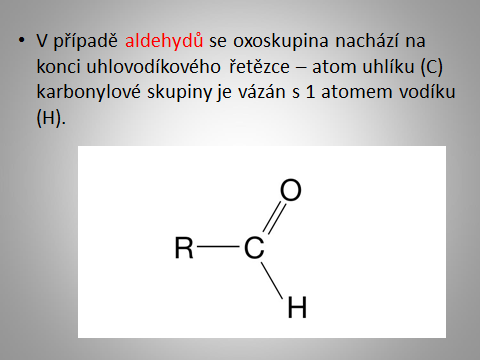 • V případě aldehydů se oxoskupina nachází na
konci uhlovodíkového řetězce – atom uhlíku (C)
karbonylové skupiny je vázán s 1 atomem vodíku
(H).
O
R C
H